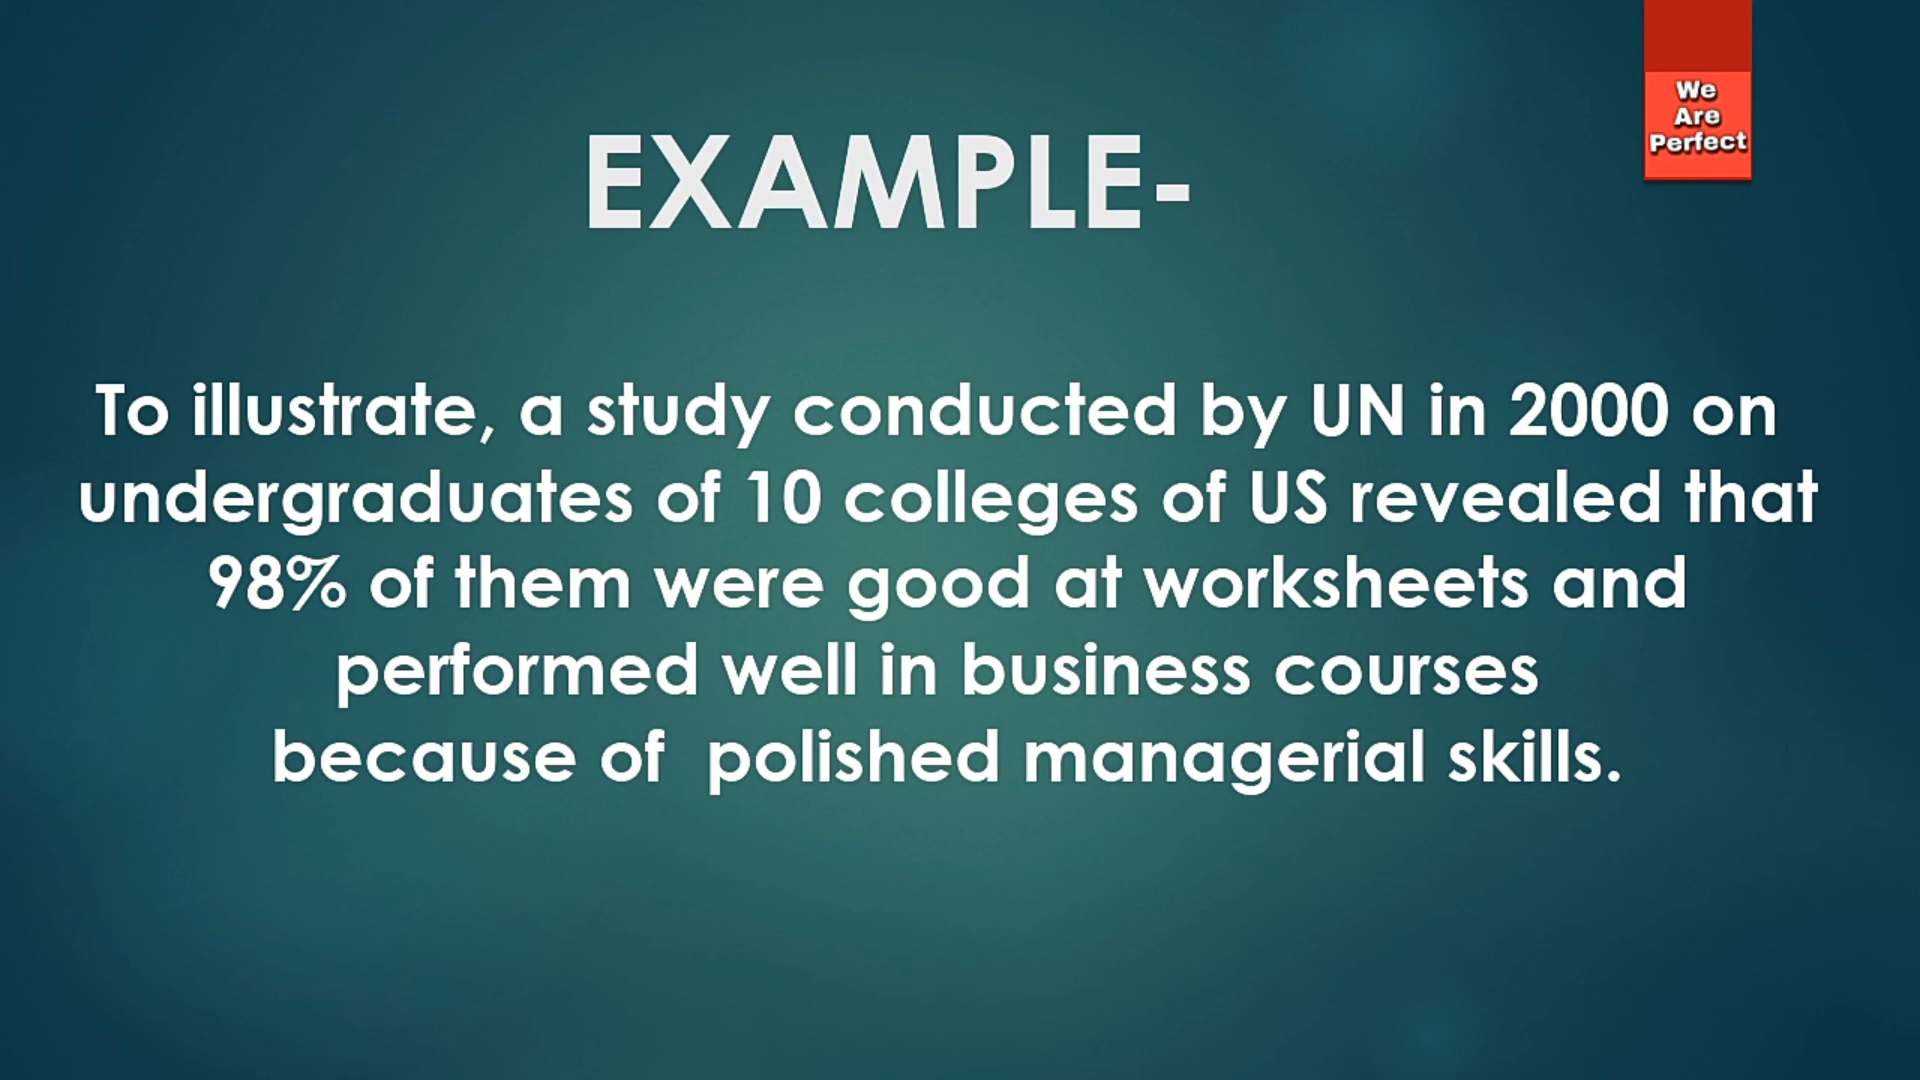 We
Are
Perfect
EXAMPLE-
To illustrate, a study conducted by UN in 2000 on
undergraduates of 10 colleges of US revealed that
98% of them were good at worksheets and
performed well in business courses
because of  polished managerial skills.